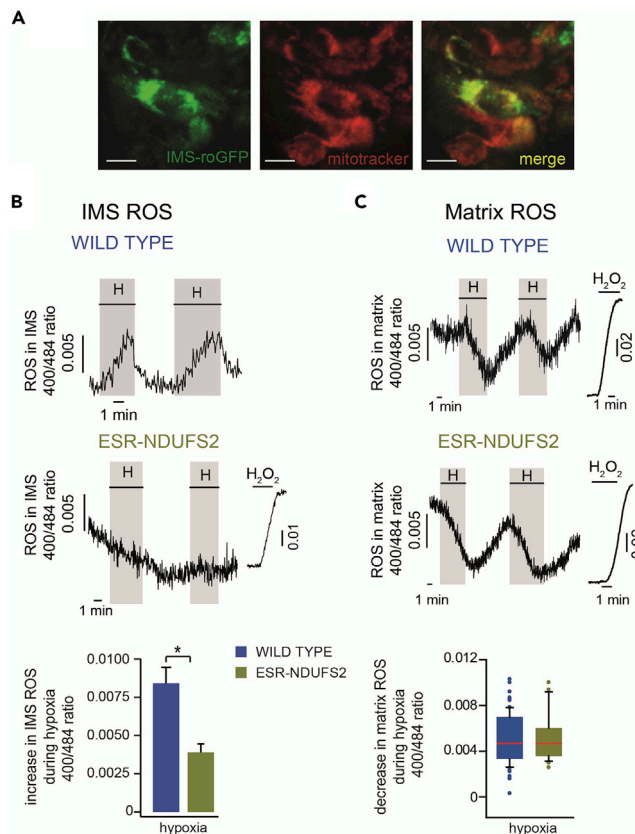 A
IMS-roGFP
mitotracker
merge
B
IMS ROS
WILD TYPE
H
H
ROS in IMS
400/484 ratio
0.005
1 min
ESR-NDUFS2
H
H
H₂O₂
ROS in IMS
400/484 ratio
0.005
0.01
1 min
increase in IMS ROS
during hypoxia
400/484 ratio
0.0100
0.0075
0.0050
0.0025
0
*
WILD TYPE
ESR-NDUFS2
hypoxia
C
Matrix ROS
WILD TYPE
H
H
H₂O₂
ROS in matrix
400/484 ratio
0.005
0.02
1 min
1 min
ESR-NDUFS2
H
H
H₂O₂
ROS in matrix
400/484 ratio
0.005
1 min
1 min
decrease in matrix ROS
during hypoxia
400/484 ratio
0.012
0.008
0.004
0.000
hypoxia